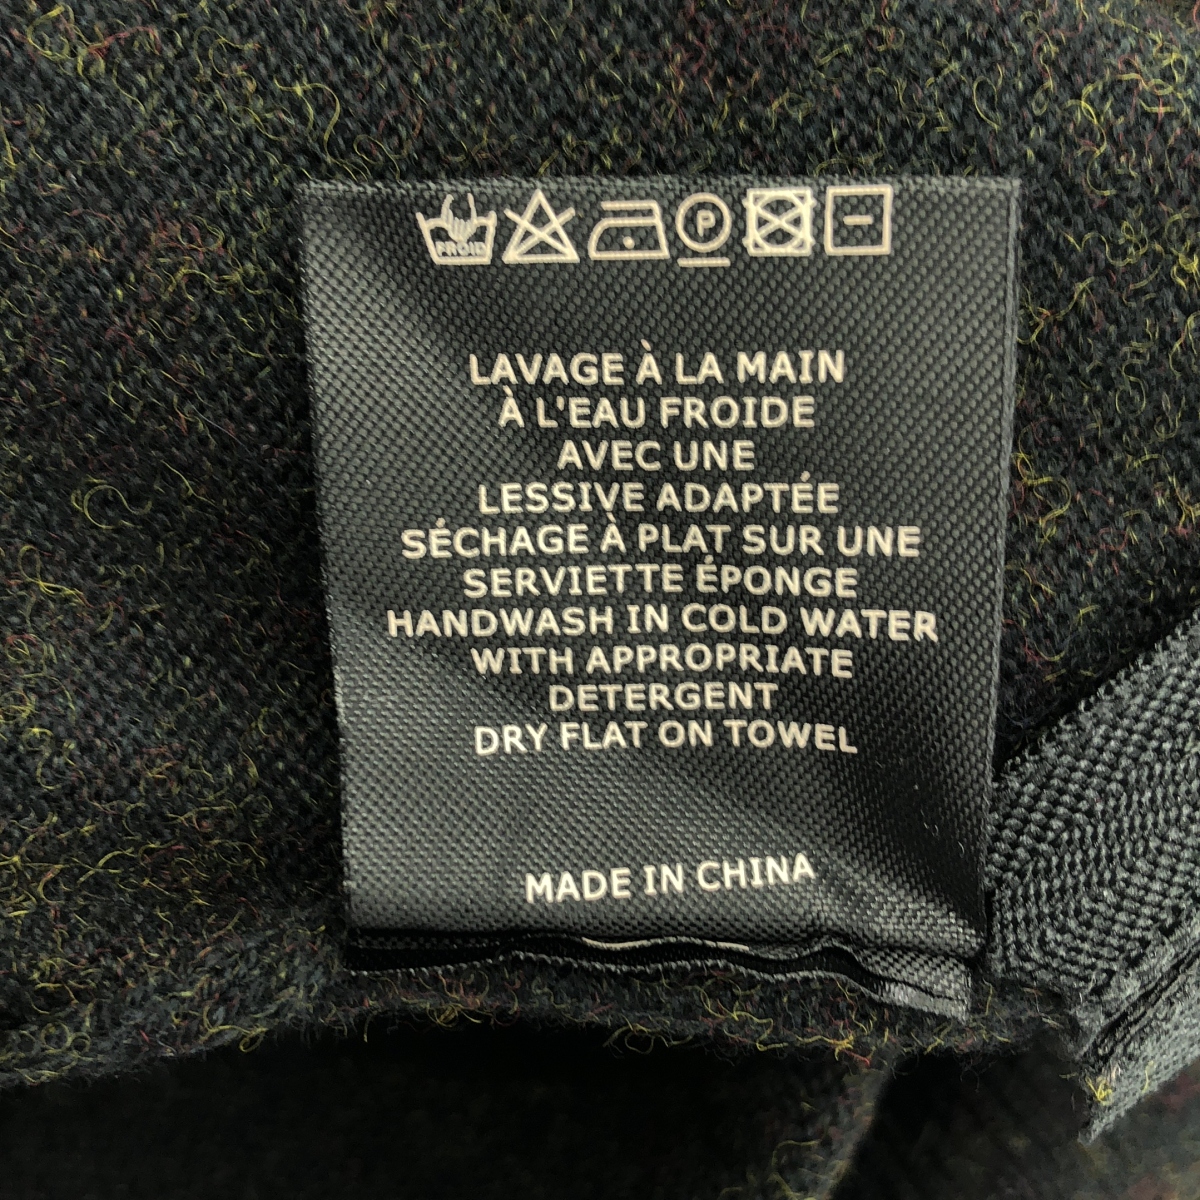 FROID P
LAVAGE À LA MAIN
À L'EAU FROIDE
AVEC UNE
LESSIVE ADAPTÉE
SÉCHAGE À PLAT SUR UNE
SERVIETTE ÉPONGE
HANDWASH IN COLD WATER
WITH APPROPRIATE
DETERGENT
DRY FLAT ON TOWEL
MADE IN CHINA